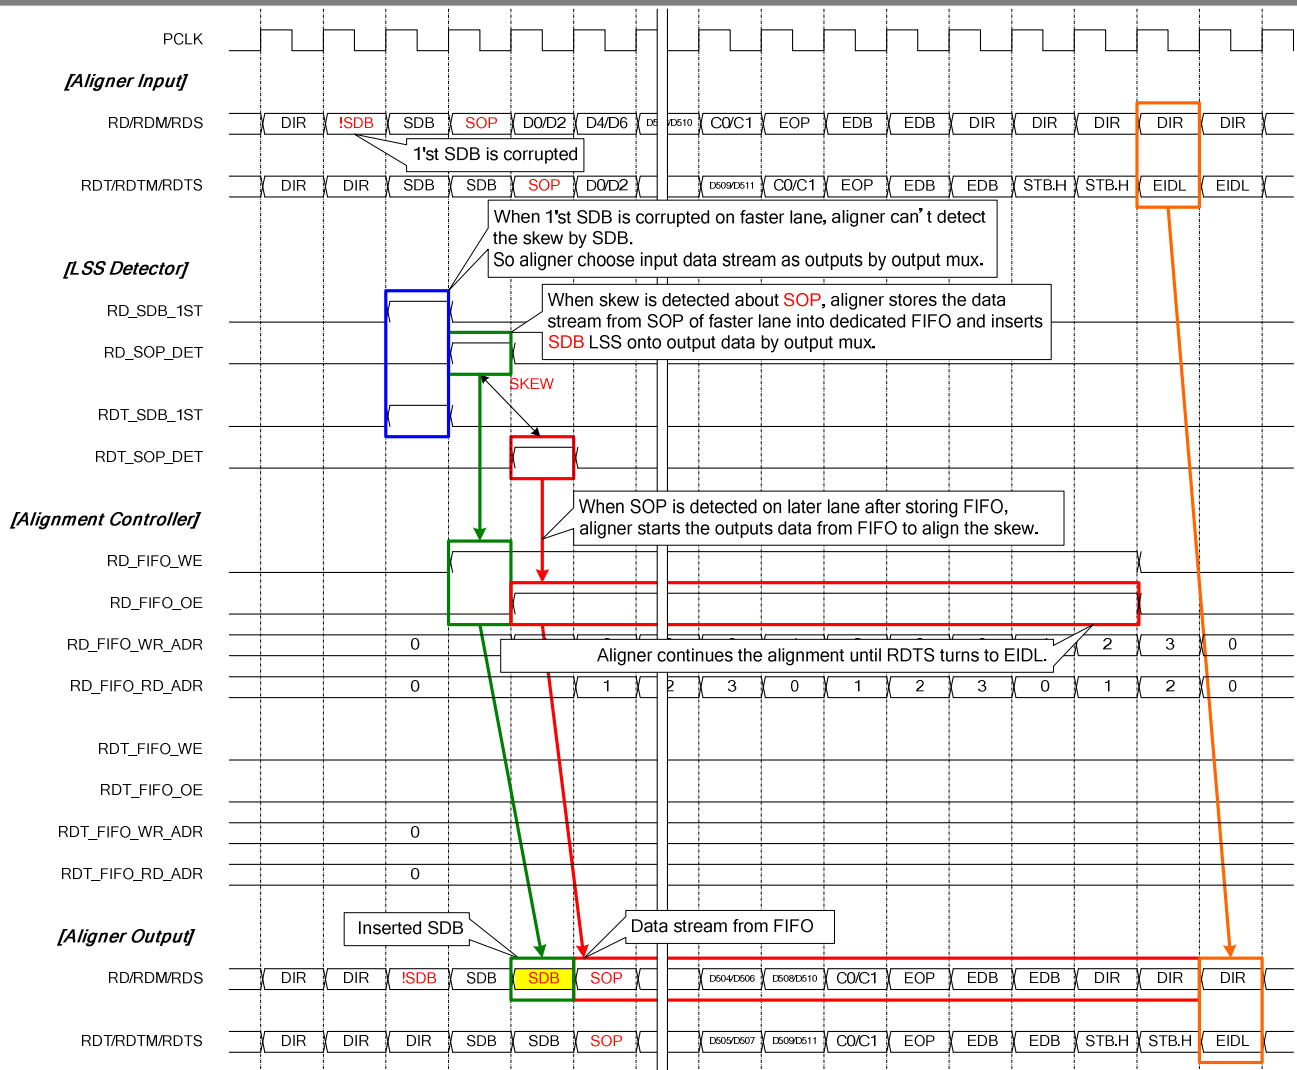 PCLK
[Aligner Input]
RD/RDM/RDS DIR !SDB SDB SOP D0/D2 D4/D6 /D510 C0/C1 EOP EDB EDB DIR DIR DIR DIR DIR
1'st SDB is corrupted
RDT/RDTM/RDTS DIR DIR SDB SDB SOP D0/D2 D509/D511 C0/C1 EOP EDB EDB STB.H STB.H EIDL EIDL
When 1'st SDB is corrupted on faster lane, aligner can't detect
the skew by SDB.
So aligner choose input data stream as outputs by output mux.
[LSS Detector]
RD_SDB_1ST
When skew is detected about SOP, aligner stores the data
stream from SOP of faster lane into dedicated FIFO and inserts
SDB LSS onto output data by output mux.
RD_SOP_DET
SKEW
RDT_SDB_1ST
RDT_SOP_DET
When SOP is detected on later lane after storing FIFO,
aligner starts the outputs data from FIFO to align the skew.
[Alignment Controller]
RD_FIFO_WE
RD_FIFO_OE
RD_FIFO_WR_ADR 0 2 3 0
Aligner continues the alignment until RDTS turns to EIDL.
RD_FIFO_RD_ADR 0 1 2 3 0 1 2 3 0 1 2 0
RDT_FIFO_WE
RDT_FIFO_OE
RDT_FIFO_WR_ADR 0
RDT_FIFO_RD_ADR 0
Inserted SDB
Data stream from FIFO
[Aligner Output]
RD/RDM/RDS DIR DIR !SDB SDB SDB SOP D504/D506 D508/D510 C0/C1 EOP EDB EDB DIR DIR DIR
RDT/RDTM/RDTS DIR DIR DIR SDB SDB SOP D505/D507 D509/D511 C0/C1 EOP EDB EDB STB.H STB.H EIDL